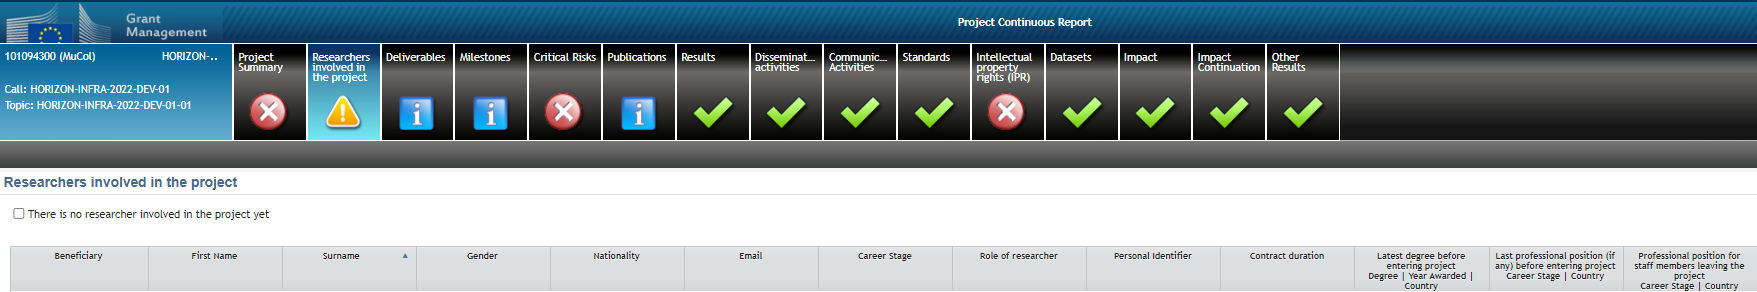 Grant
Management
Project Continuous Report
101094300 (MuCol) HORIZON-..
Call: HORIZON-INFRA-2022-DEV-01
Topic: HORIZON-INFRA-2022-DEV-01-01
Project
Summary
Researchers
involved in
the project
Deliverables
Milestones
Critical Risks
Publications
Results
Disseminat...
activities
Communic...
Activities
Standards
Intellectual
property
rights (IPR)
Datasets
Impact
Impact
Continuation
Other
Results
Researchers involved in the project
There is no researcher involved in the project yet
Beneficiary
First Name
Surname
Gender
Nationality
Email
Career Stage
Role of researcher
Personal Identifier
Contract duration
Latest degree before
entering project
Degree | Year Awarded |
Country
Last professional position (if
any) before entering project
Career Stage | Country
Professional position for
staff members leaving the
project
Career Stage | Country